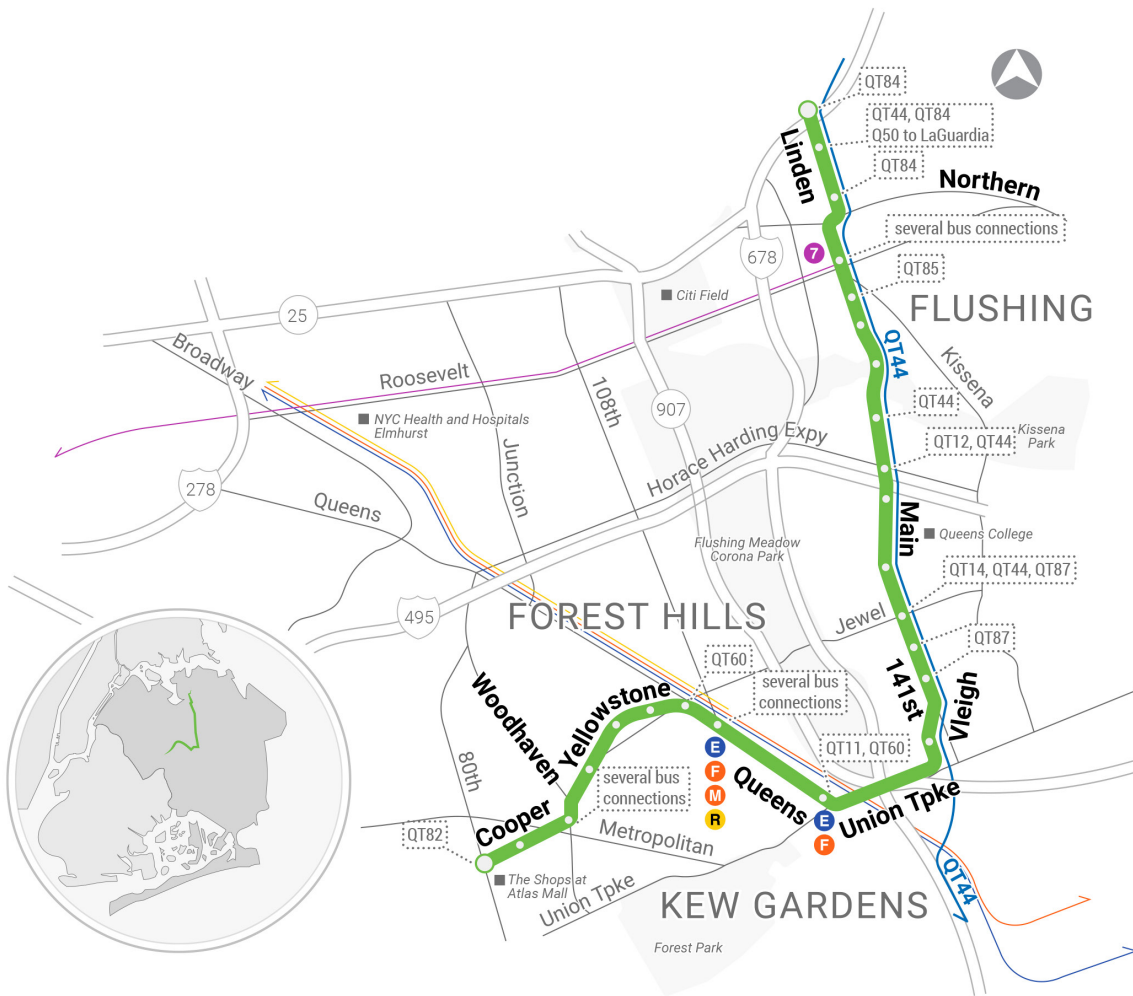 QT84
QT44, QT84
Q50 to LaGuardia
Linden
QT84
Northern
several bus connections
678
7
QT85
Citi Field
FLUSHING
25
Broadway
QT44
Roosevelt
Kissena
108th
NYC Health and Hospitals
Elmhurst
907
QT44
Kissena
Park
QT12, QT44
Horace Harding Expy
Junction
278
Queens
Main
Queens College
Flushing Meadow
Corona Park
QT14, QT44, QT87
495
FOREST HILLS
Jewel
QT87
QT60
several bus
connections
141st
Vleigh
Woodhaven
Yellowstone
QT11, QT60
E
F
M
R
Queens
80th
several bus
connections
Union Tpke
E
F
Cooper
QT82
Metropolitan
The Shops at
Atlas Mall
Union Tpke
QT44
KEW GARDENS
Forest Park